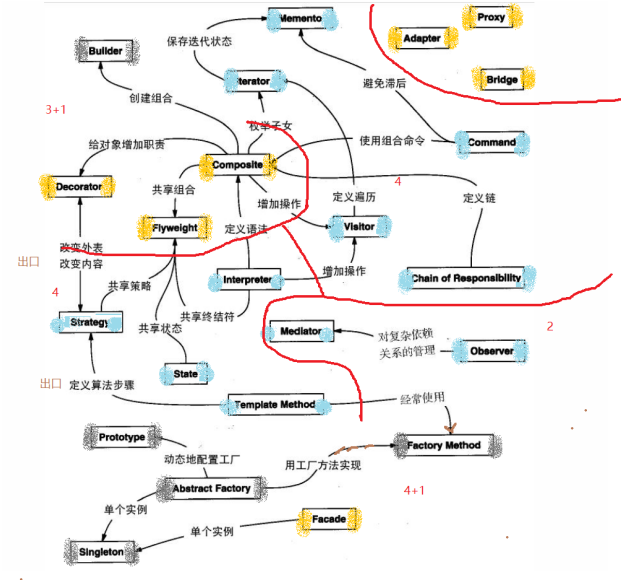 Memento
Proxy
Adapter
Builder
保存迭代状态
Iterator
Bridge
避免滞后
创建组合
3+1
枚举子女
给对象增加职责
使用组合命令
Command
Composite
Decorator
共享组合
4
增加操作
定义遍历
定义链
Flyweight
定义语法
Visitor
改变外表
出口
改变内容
增加操作
Interpreter
Chain of Responsibility
共享策略
4
共享终结符
Strategy
共享状态
Mediator
对复杂依赖
关系的管理
2
Observer
State
出口
定义算法步骤
Template Method
经常使用
Prototype
Factory Method
动态地配置工厂
用工厂方法实现
Abstract Factory
4+1
单个实例
Facade
单个实例
Singleton